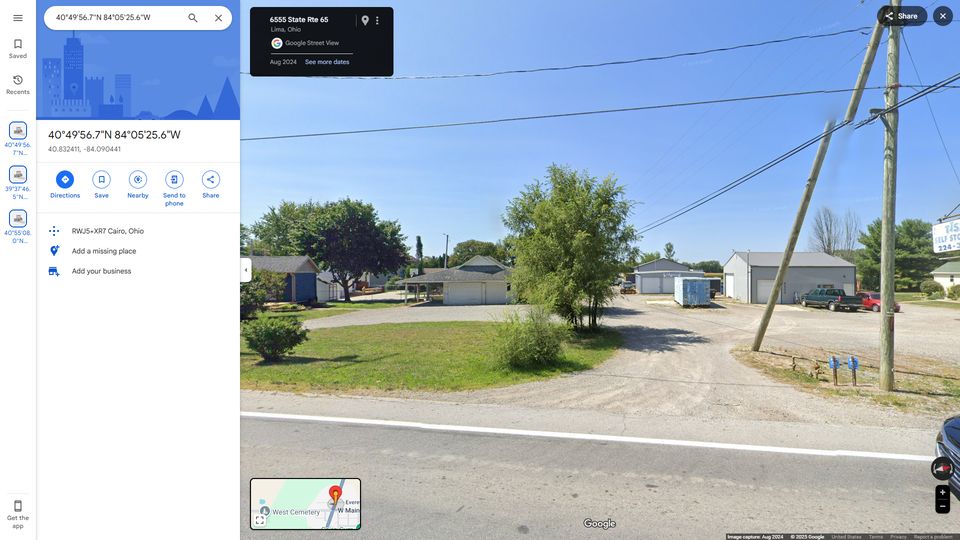 40°49'56.7"N 84°05'25.6"W
Saved
Recents
40°49'56.
7"N...
39°37'46.
5"N...
40°55'08.
0"N...
Get the
app
40°49'56.7"N 84°05'25.6"W
40.832411, -84.090441
Directions
Save
Nearby
Send to
phone
Share
RWJ5+XR7 Cairo, Ohio
Add a missing place
Add your business
6555 State Rte 65
Lima, Ohio
Google Street View
Aug 2024 See more dates
Share
SELF STO
224-
West Cemetery
Evere
W Main
Google
Image capture: Aug 2024 © 2025 Google United States Terms Privacy Report a problem